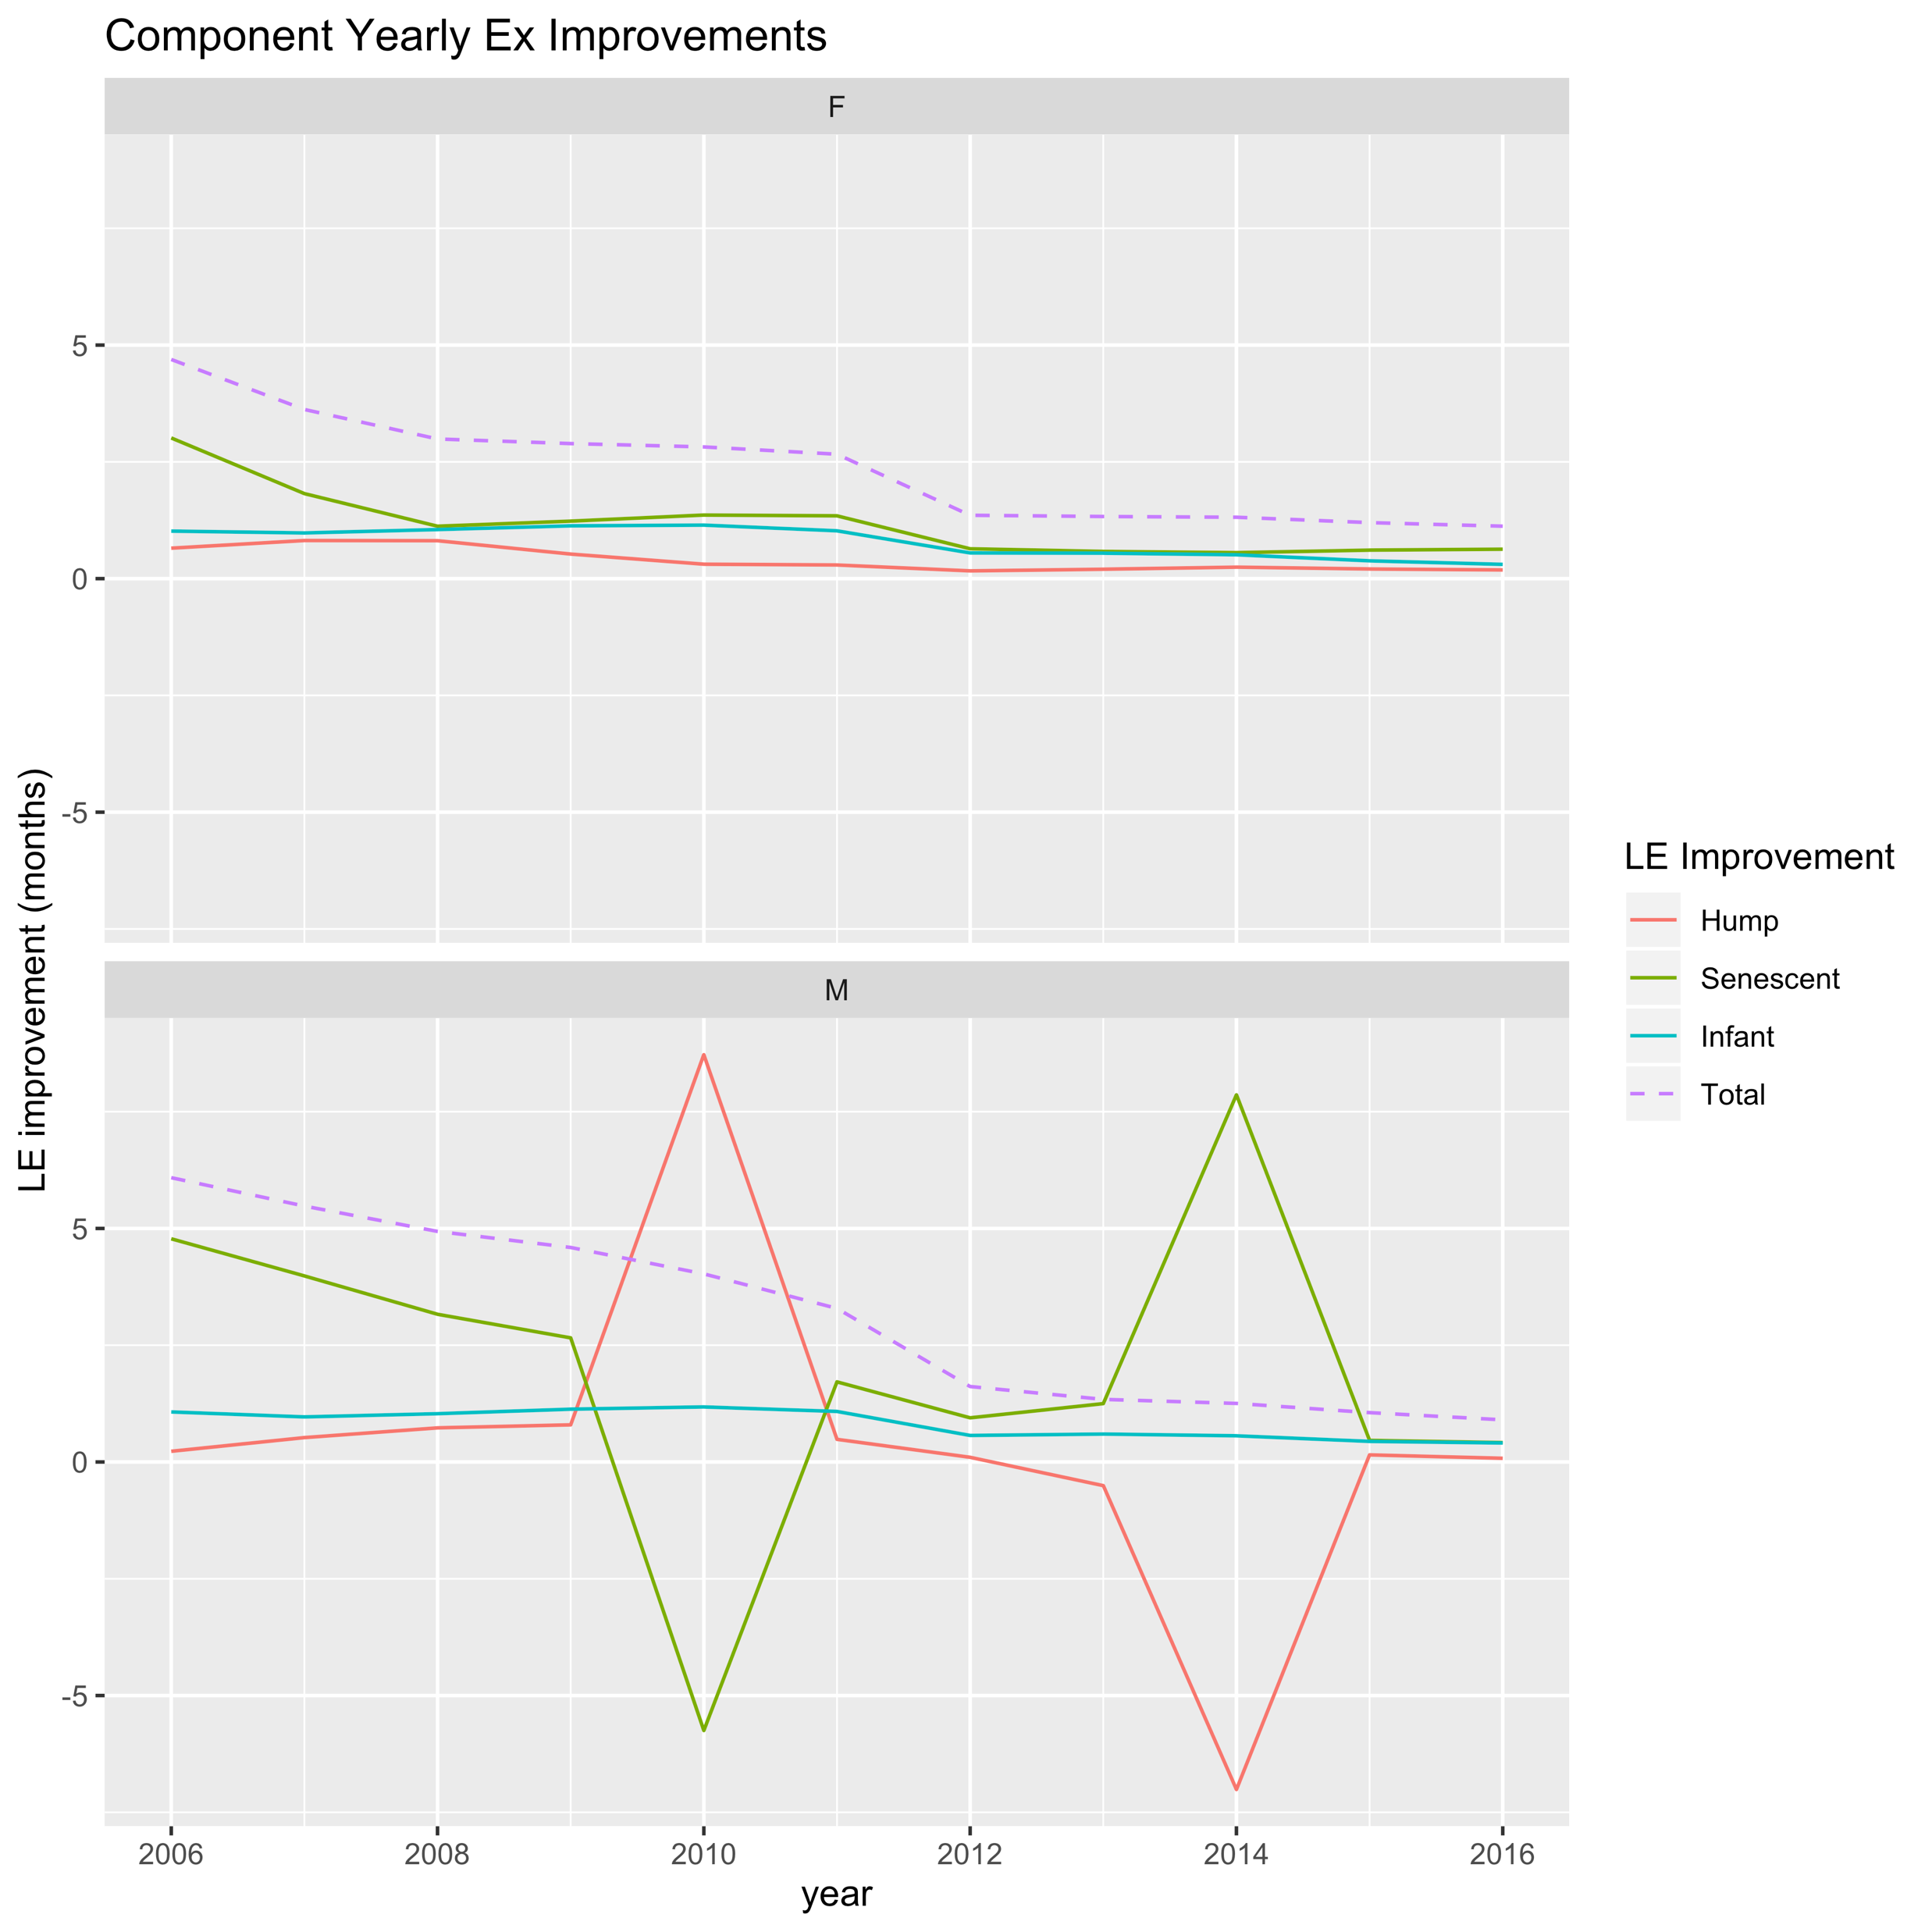 Component Yearly Ex Improvements
F
5
0
-5
M
5
0
-5
2006 2008 2010 2012 2014 2016
year
LE improvement (months)
LE Improvement
Hump
Senescent
Infant
Total